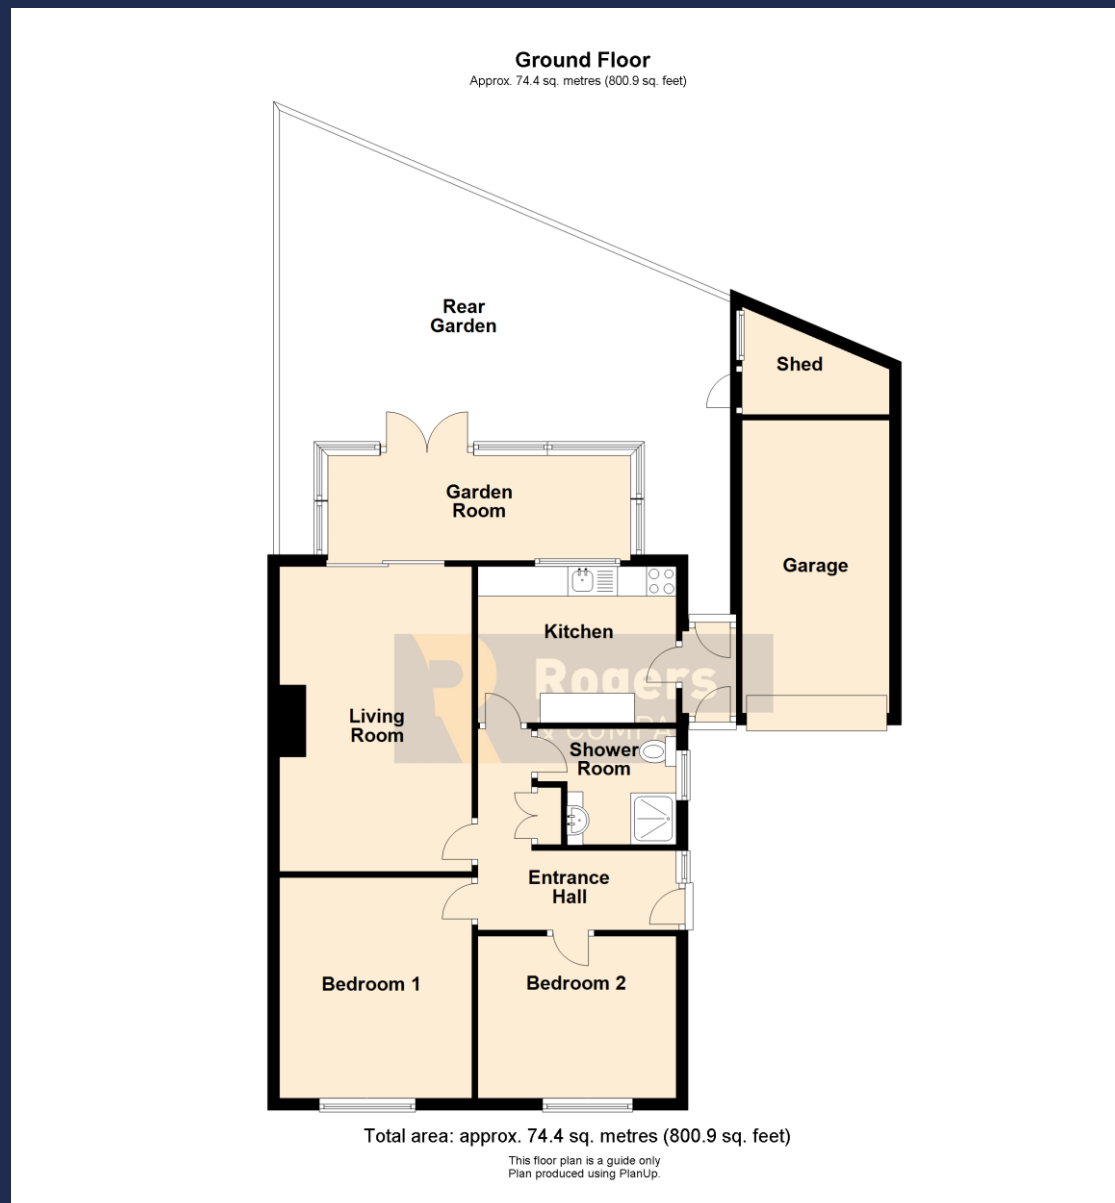 Ground Floor
Approx. 74.4 sq. metres (800.9 sq. feet)
Rear
Garden
Shed
Garden
Room
Garage
Kitchen
Rogers
& COMPA
Living
Room
Shower
Room
Entrance
Hall
Bedroom 1
Bedroom 2
Total area: approx. 74.4 sq. metres (800.9 sq. feet)
This floor plan is a guide only
Plan produced using PlanUp.